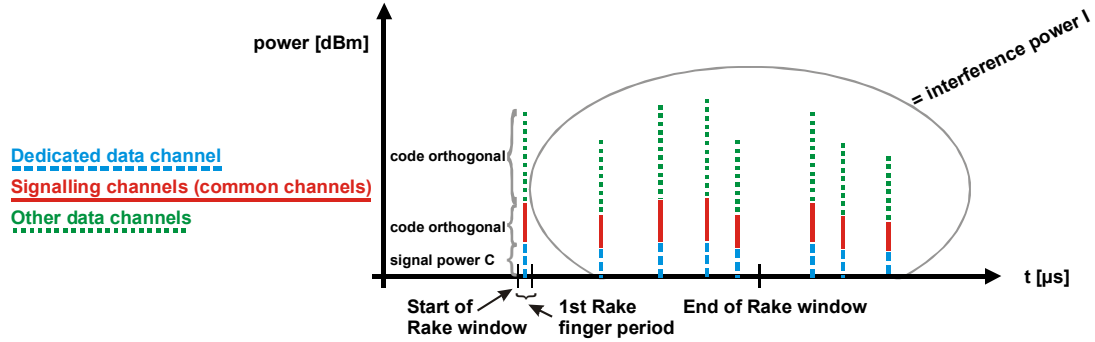 power [dBm]
= interference power I
Dedicated data channel
Signalling channels (common channels)
Other data channels
code orthogonal
code orthogonal
signal power C
t [µs]
Start of
Rake window
1st Rake
finger period
End of Rake window